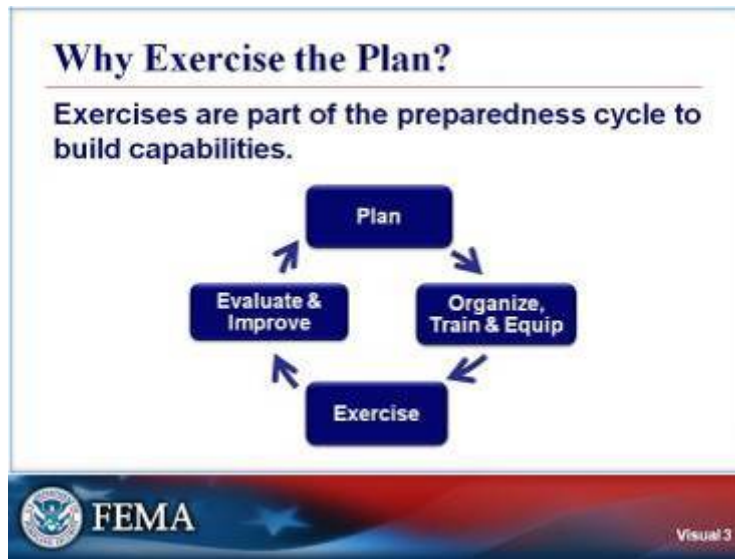 Why Exercise the Plan?
Exercises are part of the preparedness cycle to
build capabilities.
Plan
Organize,
Train & Equip
Exercise
Evaluate &
Improve
FEMA
Visual 3